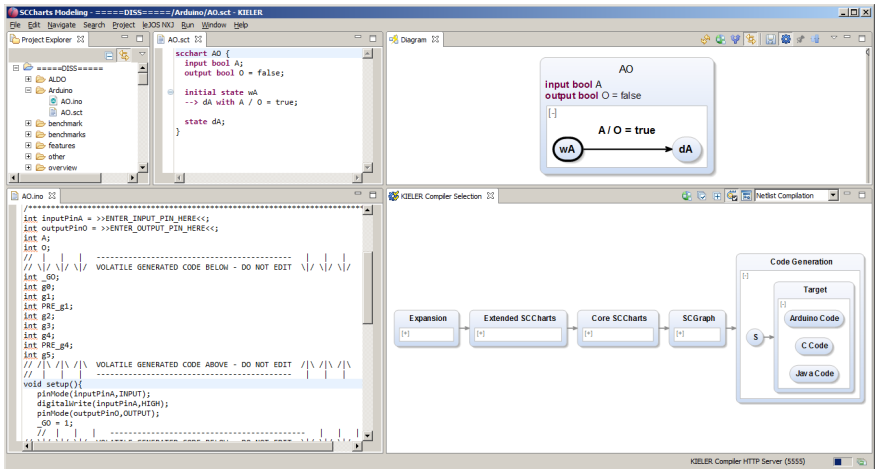 SCCharts Modeling - =====DISS=====/Arduino/AO.sct - KIELER
File Edit Navigate Search Project leJOS NXJ Run Window Help
Project Explorer
=====DISS=====
ALDO
Arduino
AO.ino
AO.sct
benchmark
benchmarks
features
other
overview
AO.sct
scchart AO {
input bool A;
output bool O = false;
initial state wA
--> dA with A / O = true;
state dA;
}
Diagram
AO
input bool A
output bool O = false
[-]
A / O = true
wA
dA
AO.ino
int inputPinA = >>ENTER_INPUT_PIN_HERE<<;
int outputPinO = >>ENTER_OUTPUT_PIN_HERE<<;
int A;
int O;
// | | | ----------------------------------------- | | |
// \|/ \|/ \|/ VOLATILE GENERATED CODE BELOW - DO NOT EDIT \|/ \|/ \|/
int _GO;
int g0;
int g1;
int PRE_g1;
int g2;
int g3;
int g4;
int PRE_g4;
int g5;
// /|\ /|\ /|\ VOLATILE GENERATED CODE ABOVE - DO NOT EDIT /|\ /|\ /|\
// | | | ----------------------------------------- | | |
void setup(){
pinMode(inputPinA,INPUT);
digitalWrite(inputPinA,HIGH);
pinMode(outputPinO,OUTPUT);
_GO = 1;
// | | | ----------------------------------------- | | |
KIELER Compiler Selection
Netlist Compilation
Expansion
[+]
Extended SCCharts
[+]
Core SCCharts
[+]
SCGraph
[+]
Code Generation
[-]
S
Target
[-]
Arduino Code
C Code
Java Code
KIELER Compiler HTTP Server (5555)